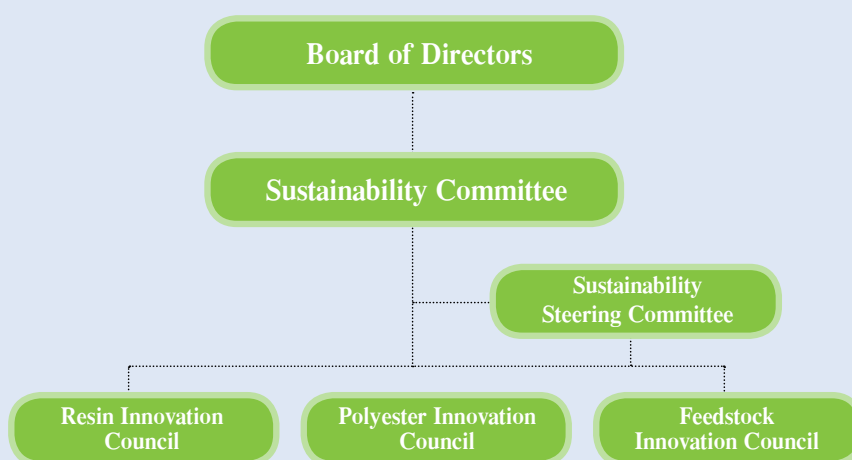 Board of Directors
Sustainability Committee
Sustainability
Steering Committee
Resin Innovation
Council
Polyester Innovation
Council
Feedstock
Innovation Council